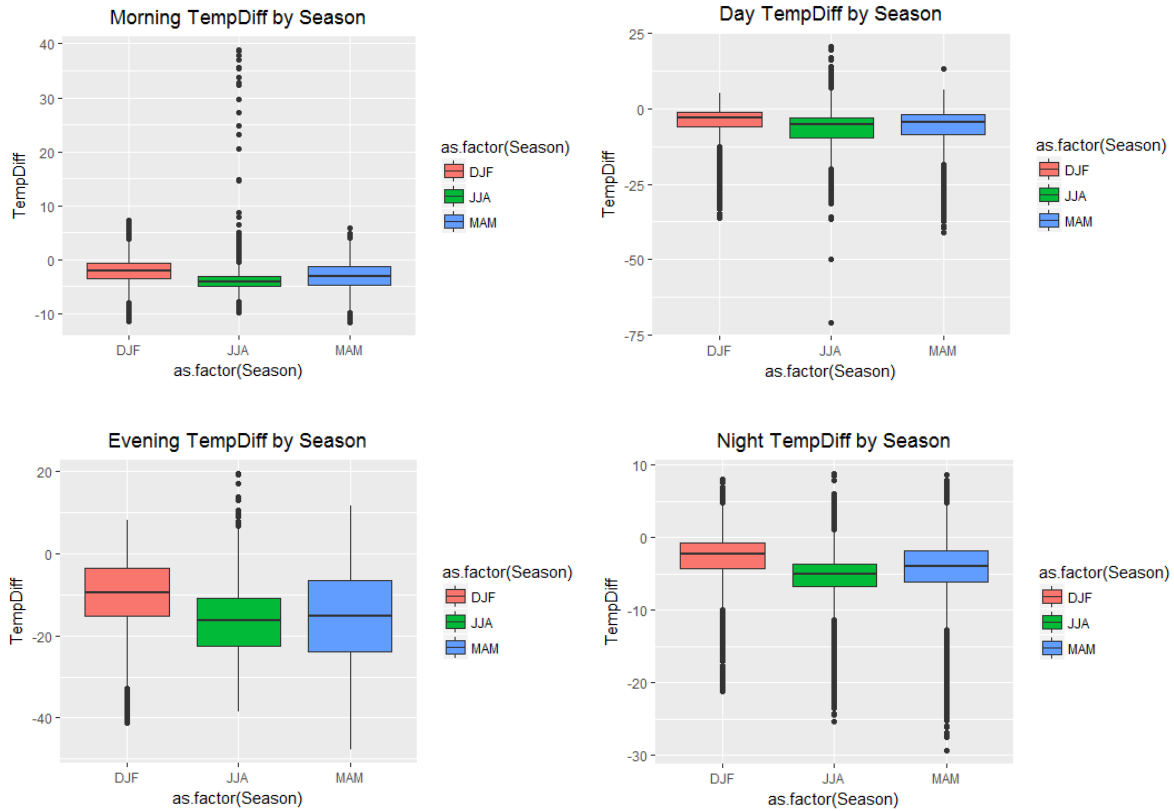 Morning TempDiff by Season
40
30
20
10
0
-10
TempDiff
DJF
JJA
MAM
as.factor(Season)
as.factor(Season)
DJF
JJA
MAM
Day TempDiff by Season
25
0
-25
-50
-75
TempDiff
DJF
JJA
MAM
as.factor(Season)
as.factor(Season)
DJF
JJA
MAM
Evening TempDiff by Season
20
0
-20
-40
TempDiff
DJF
JJA
MAM
as.factor(Season)
as.factor(Season)
DJF
JJA
MAM
Night TempDiff by Season
10
0
-10
-20
-30
TempDiff
DJF
JJA
MAM
as.factor(Season)
as.factor(Season)
DJF
JJA
MAM